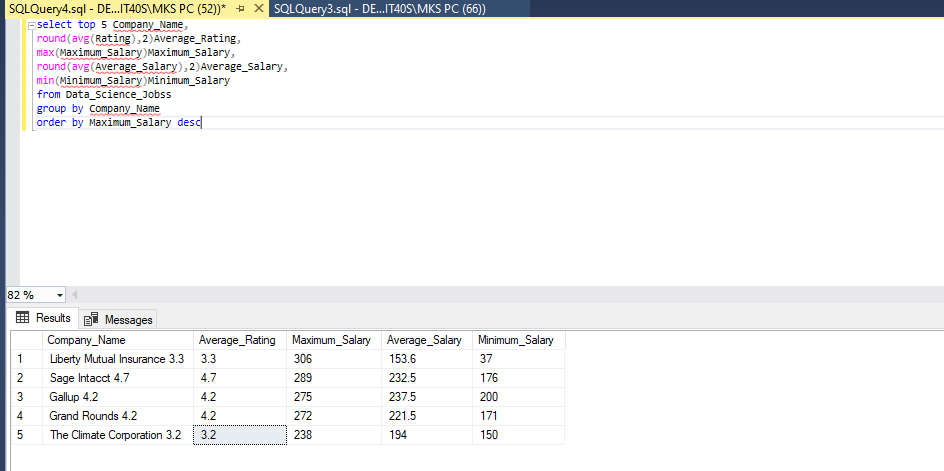 SQLQuery4.sql - DE...IT40S\MKS PC (52))* SQLQuery3.sql - DE...IT40S\MKS PC (66))
select top 5 Company_Name,
round(avg(Rating),2)Average_Rating,
max(Maximum_Salary)Maximum_Salary,
round(avg(Average_Salary),2)Average_Salary,
min(Minimum_Salary)Minimum_Salary
from Data_Science_Jobss
group by Company_Name
order by Maximum_Salary desc
82 %
Results Messages
Company_Name Average_Rating Maximum_Salary Average_Salary Minimum_Salary
1 Liberty Mutual Insurance 3.3 3.3 306 153.6 37
2 Sage Intacct 4.7 4.7 289 232.5 176
3 Gallup 4.2 4.2 275 237.5 200
4 Grand Rounds 4.2 4.2 272 221.5 171
5 The Climate Corporation 3.2 3.2 238 194 150